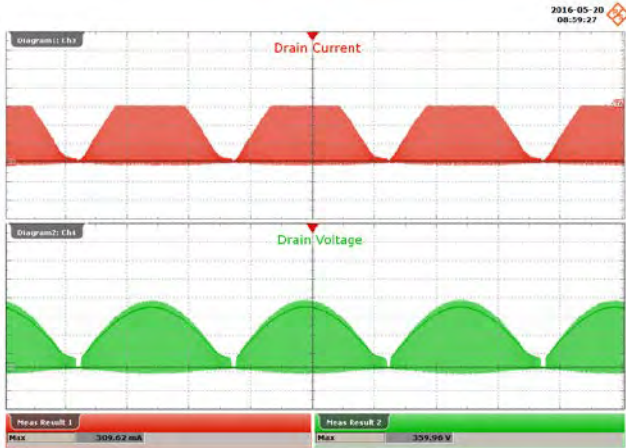 2016-05-20
08:59:27
Diagram1: Ch3
Drain Current
Diagram2: Ch4
Drain Voltage
Meas Result 1
Meas Result 2
Max 309.62 mA
Max 359.96 V